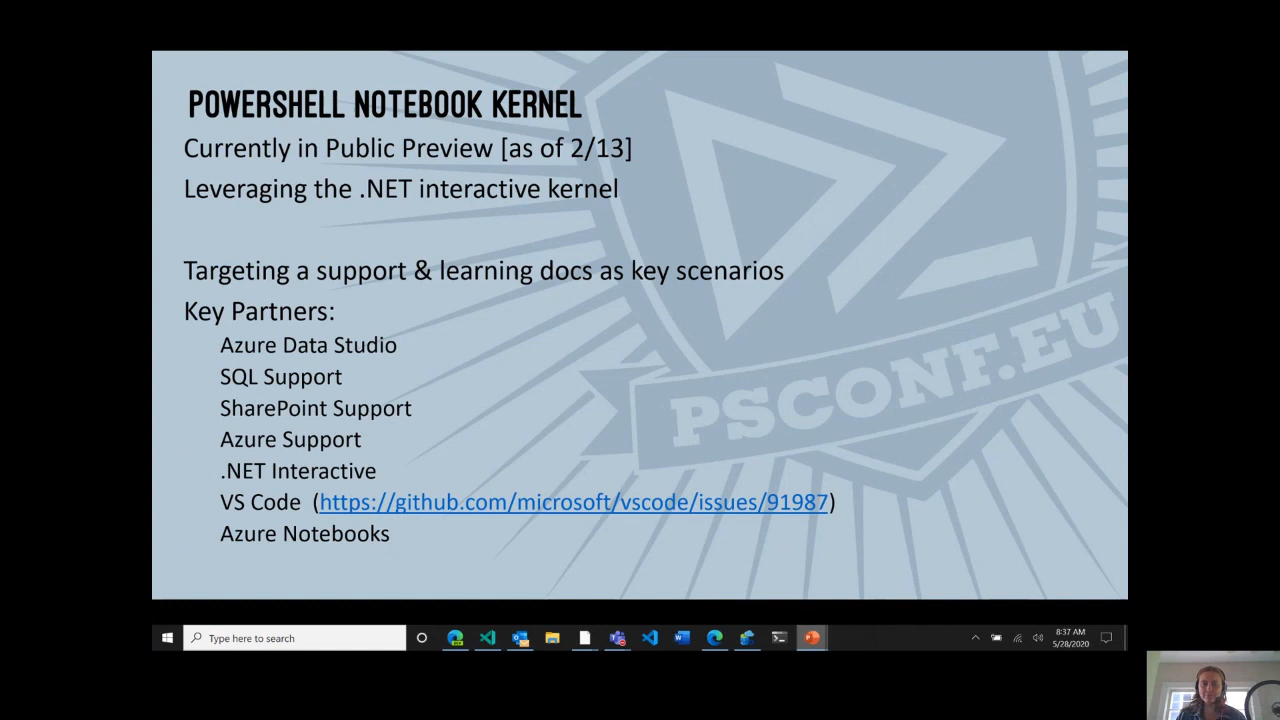 POWERSHELL NOTEBOOK KERNEL
Currently in Public Preview [as of 2/13]
Leveraging the .NET interactive kernel
Targeting a support & learning docs as key scenarios
Key Partners:
Azure Data Studio
SQL Support
SharePoint Support
Azure Support
.NET Interactive
VS Code (https://github.com/microsoft/vscode/issues/91987)
Azure Notebooks
PSCONF.EU
Type here to search
8:37 AM
5/28/2020